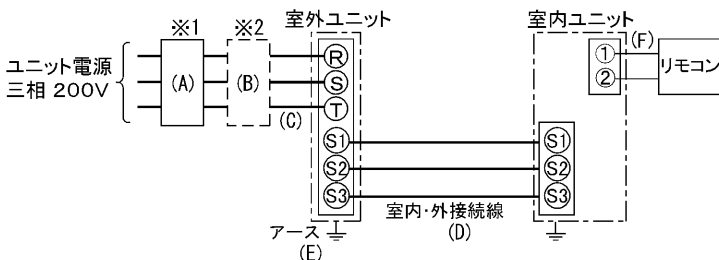 室外ユニット
室内ユニット
※1
※2
ユニット電源
三相 200V
(A)
(B)
(C)
R
S
T
S1
S2
S3
アース
(E)
室内・外接続線
(D)
S1
S2
S3
1
2
(F)
リモコン